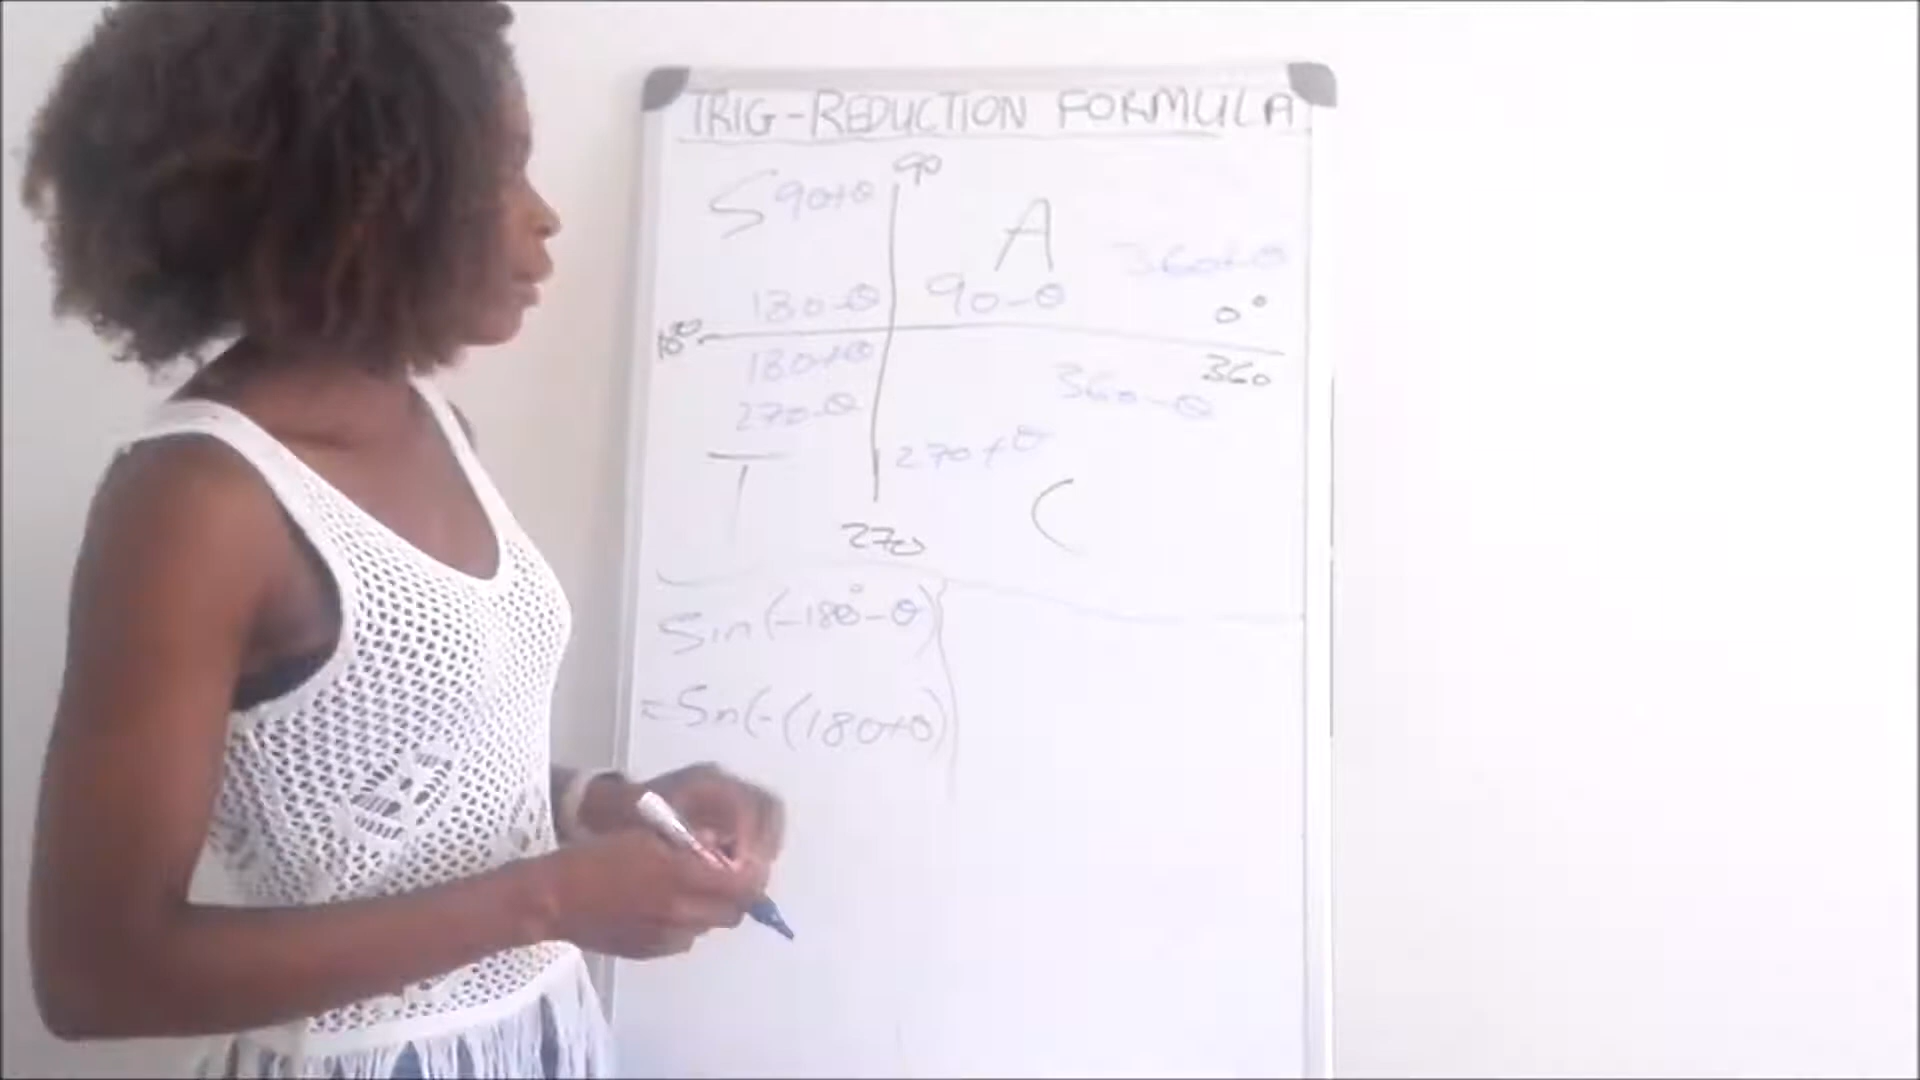 TRIG-REDUCTION FORMULA
90
S 90+θ
A
360+θ
180-θ
90-θ
0°
180
180+θ
360
270-θ
360-θ
T
270+θ
C
270
Sin(-180°-θ)
=Sin(-(180+θ)